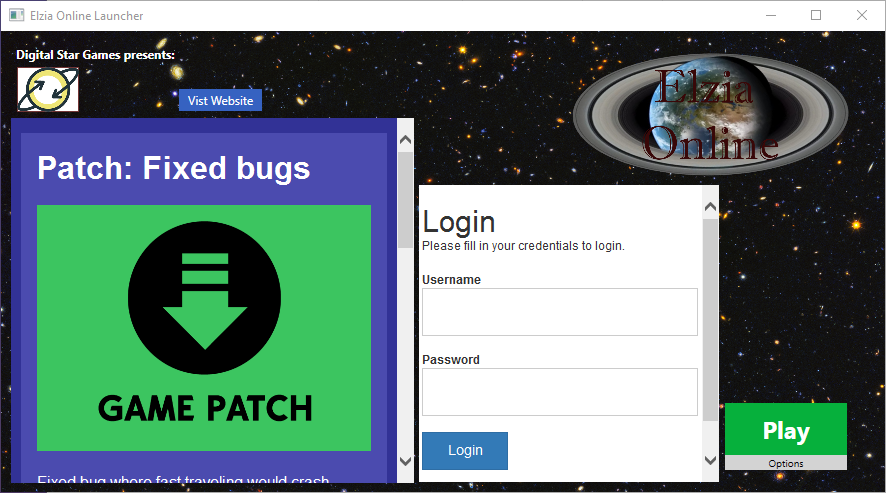 Elzia Online Launcher
Digital Star Games presents:
Vist Website
Elzia
Online
Patch: Fixed bugs
GAME PATCH
Fixed bug where fast traveling would crash
Login
Please fill in your credentials to login.
Username
Password
Login
Play
Options